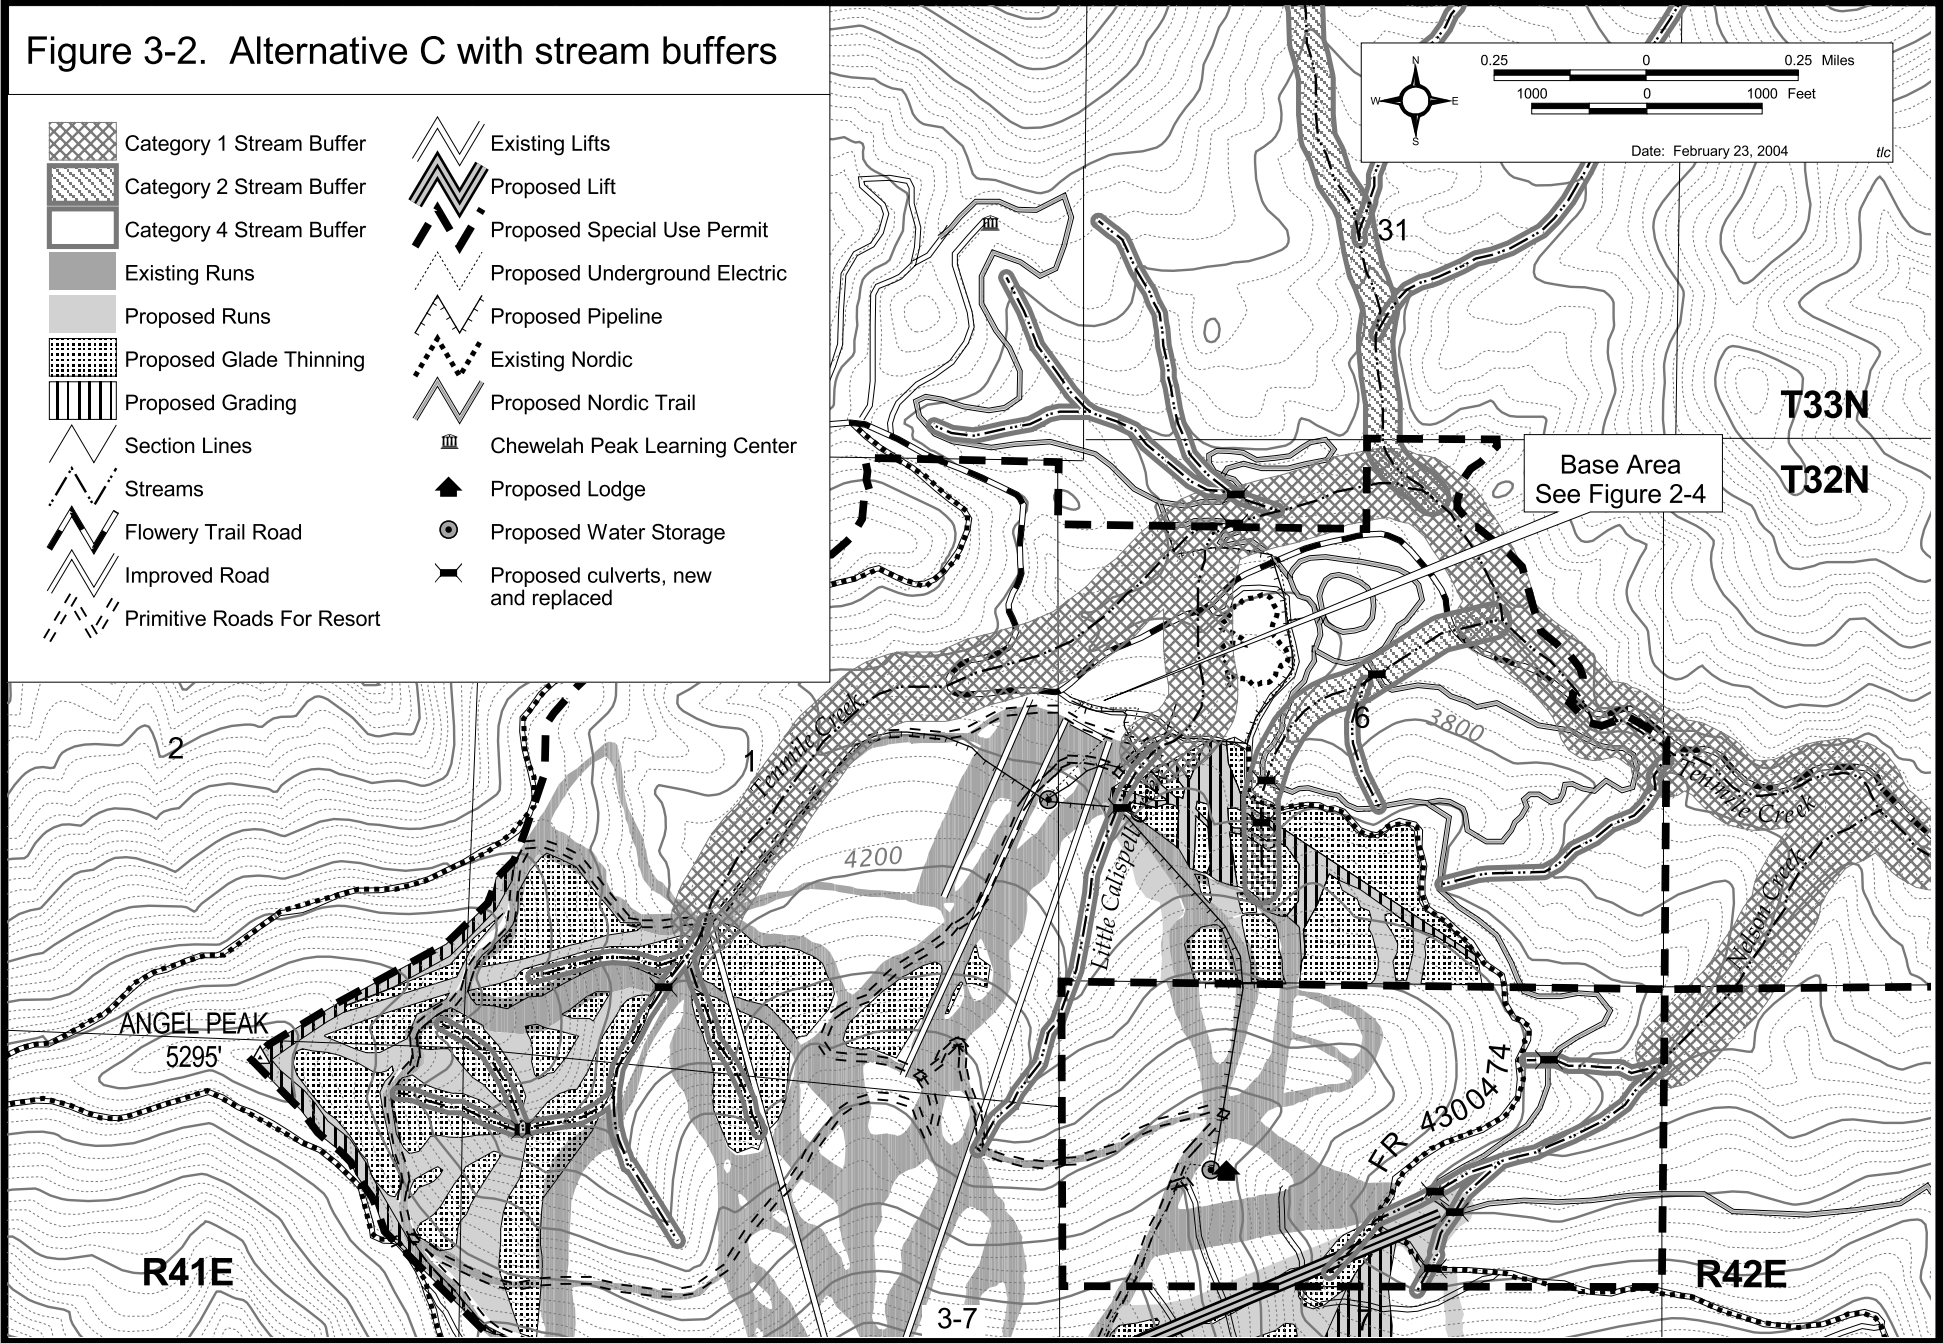 Figure 3-2. Alternative C with stream buffers
Category 1 Stream Buffer
Category 2 Stream Buffer
Category 4 Stream Buffer
Existing Runs
Proposed Runs
Proposed Glade Thinning
Proposed Grading
Section Lines
Streams
Flowery Trail Road
Improved Road
Primitive Roads For Resort
Existing Lifts
Proposed Lift
Proposed Special Use Permit
Proposed Underground Electric
Proposed Pipeline
Existing Nordic
Proposed Nordic Trail
Chewelah Peak Learning Center
Proposed Lodge
Proposed Water Storage
Proposed culverts, new
and replaced
N
W
E
S
0.25 0 0.25 Miles
1000 0 1000 Feet
Date: February 23, 2004
tlc
31
T33N
T32N
Base Area
See Figure 2-4
2
1
Tenmile Creek
6
3800
Tenmile Creek
4200
Little Calispell
Nelson Creek
ANGEL PEAK
5295'
FR 4300474
R41E
R42E
3-7
7